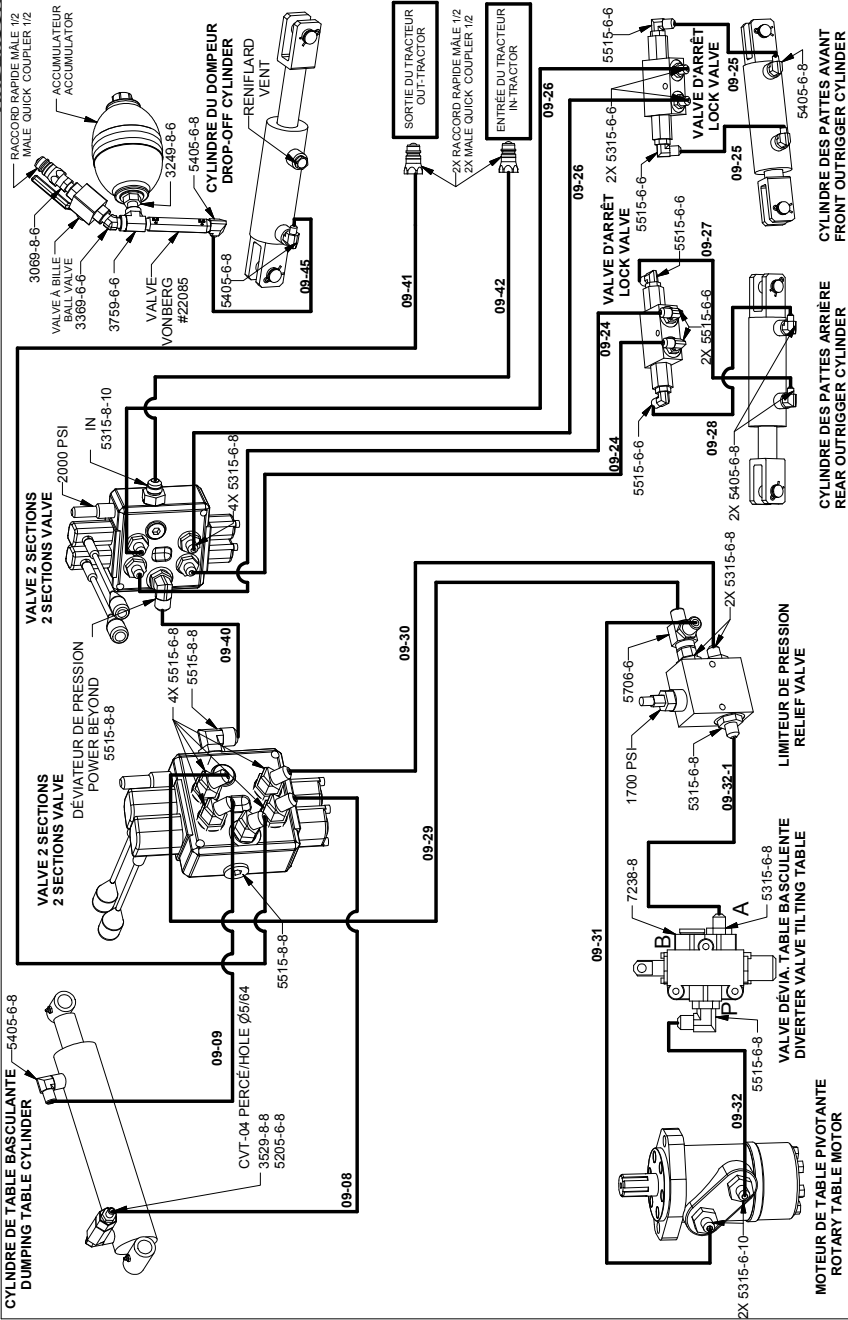 CYLNDRE DE TABLE BASCULANTE
DUMPING TABLE CYLINDER
5405-6-8
09-09
CVT-04 PERCÉ/HOLE Ø5/64
3529-8-8
5205-6-8
09-08
VALVE 2 SECTIONS
2 SECTIONS VALVE
DÉVIATEUR DE PRESSION
POWER BEYOND
5515-8-8
4X 5515-6-8
5515-8-8
5515-8-8
09-40
VALVE 2 SECTIONS
2 SECTIONS VALVE
2000 PSI
IN
5315-8-10
4X 5315-6-8
RACCORD RAPIDE MÂLE 1/2
MALE QUICK COUPLER 1/2
ACCUMULATEUR
ACCUMULATOR
3069-8-6
VALVE À BILLE
BALL VALVE
3369-6-6
3759-6-6
VALVE
VONBERG
#22085
3249-8-6
5405-6-8
CYLINDRE DU DOMPEUR
DROP-OFF CYLINDER
RENIFLARD
VENT
5405-6-8
09-45
09-41
09-42
SORTIE DU TRACTEUR
OUT-TRACTOR
2X RACCORD RAPIDE MÂLE 1/2
2X MALE QUICK COUPLER 1/2
ENTRÉE DU TRACTEUR
IN-TRACTOR
09-26
09-26
09-24
09-24
09-29
09-30
MOTEUR DE TABLE PIVOTANTE
ROTARY TABLE MOTOR
2X 5315-6-10
09-32
09-31
VALVE DÉVIA. TABLE BASCULENTE
DIVERTER VALVE TILTING TABLE
7238-8
B
A
P
5315-6-8
5515-6-8
LIMITEUR DE PRESSION
RELIEF VALVE
1700 PSI
5706-6
5315-6-8
09-32-1
2X 5315-6-8
CYLINDRE DES PATTES ARRIÈRE
REAR OUTRIGGER CYLINDER
2X 5405-6-8
09-28
09-27
5515-6-6
5515-6-6
2X 5515-6-6
VALVE D'ARRÊT
LOCK VALVE
CYLINDRE DES PATTES AVANT
FRONT OUTRIGGER CYLINDER
5405-6-8
09-25
09-25
5515-6-6
5515-6-6
2X 5315-6-6
VALVE D'ARRÊT
LOCK VALVE